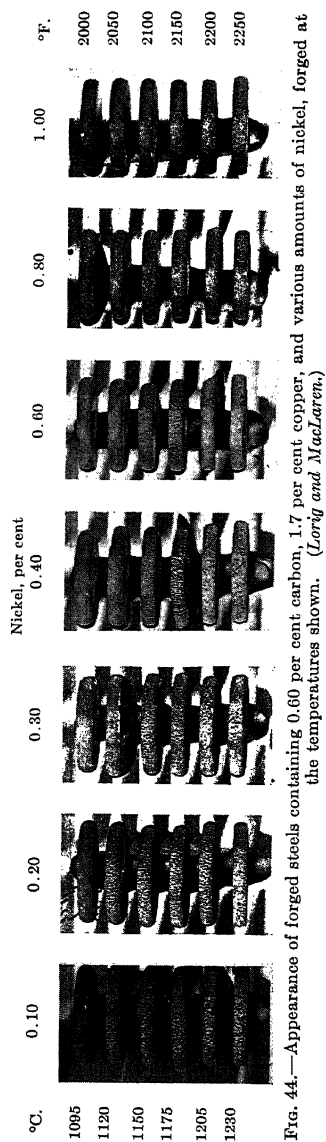 Nickel, per cent
°C. 0.10 0.20 0.30 0.40 0.60 0.80 1.00 °F.
1095 2000
1120 2050
1150 2100
1175 2150
1205 2200
1230 2250
FIG. 44.—Appearance of forged steels containing 0.60 per cent carbon, 1.7 per cent copper, and various amounts of nickel, forged at
the temperatures shown. (Lorig and MacLaren.)